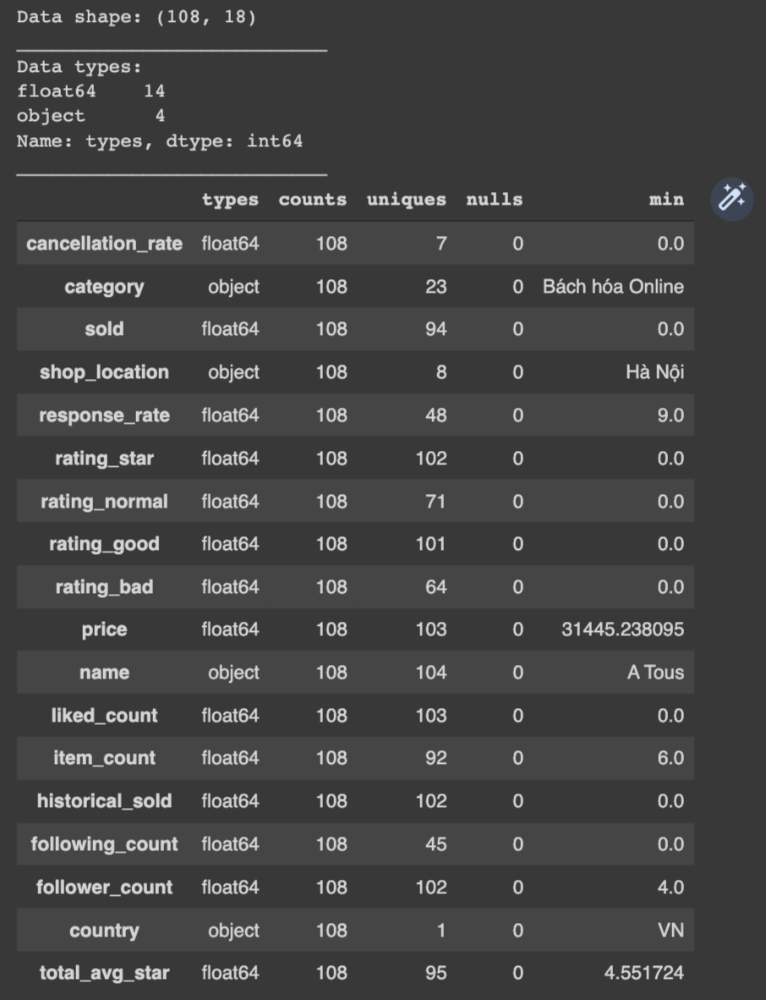 Data shape: (108, 18)
Data types:
float64 14
object 4
Name: types, dtype: int64
types counts uniques nulls min
cancellation_rate float64 108 7 0 0.0
category object 108 23 0 Bách hóa Online
sold float64 108 94 0 0.0
shop_location object 108 8 0 Hà Nội
response_rate float64 108 48 0 9.0
rating_star float64 108 102 0 0.0
rating_normal float64 108 71 0 0.0
rating_good float64 108 101 0 0.0
rating_bad float64 108 64 0 0.0
price float64 108 103 0 31445.238095
name object 108 104 0 A Tous
liked_count float64 108 103 0 0.0
item_count float64 108 92 0 6.0
historical_sold float64 108 102 0 0.0
following_count float64 108 45 0 0.0
follower_count float64 108 102 0 4.0
country object 108 1 0 VN
total_avg_star float64 108 95 0 4.551724